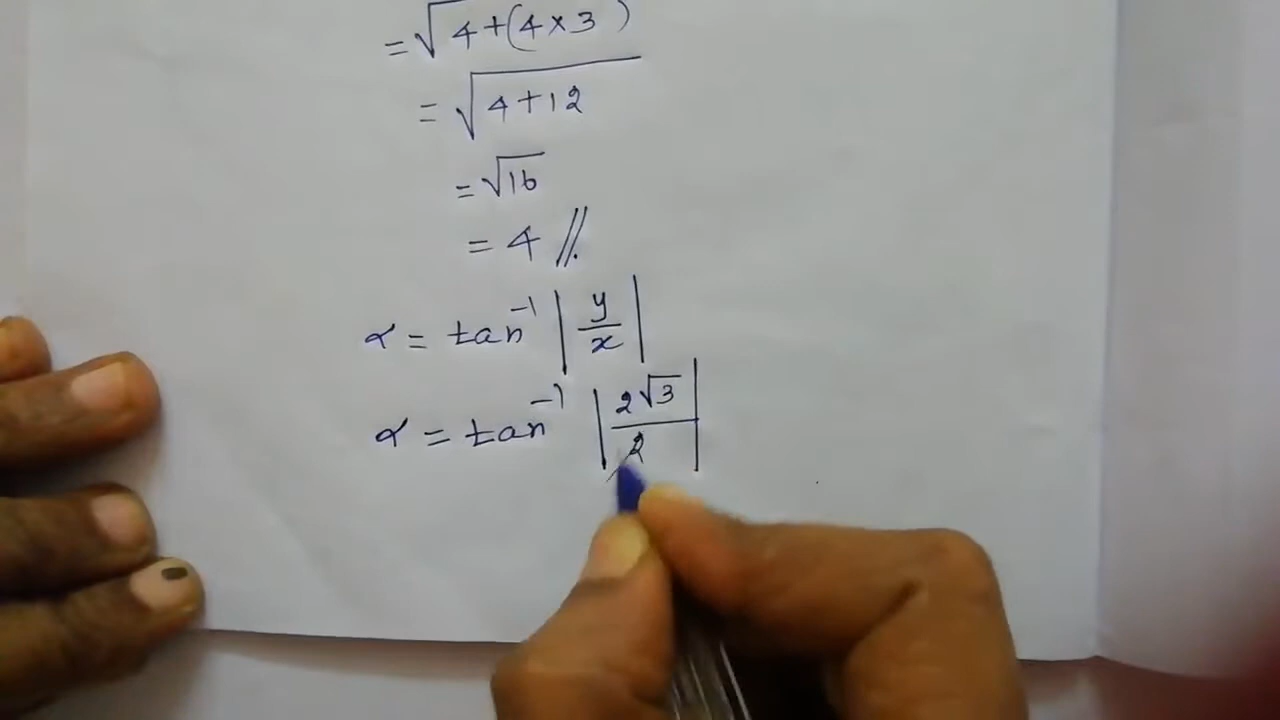 = √4+(4×3)
= √4+12
= √16
= 4 //.
α = tan⁻¹ |y/x|
α = tan⁻¹ |2√3/2|